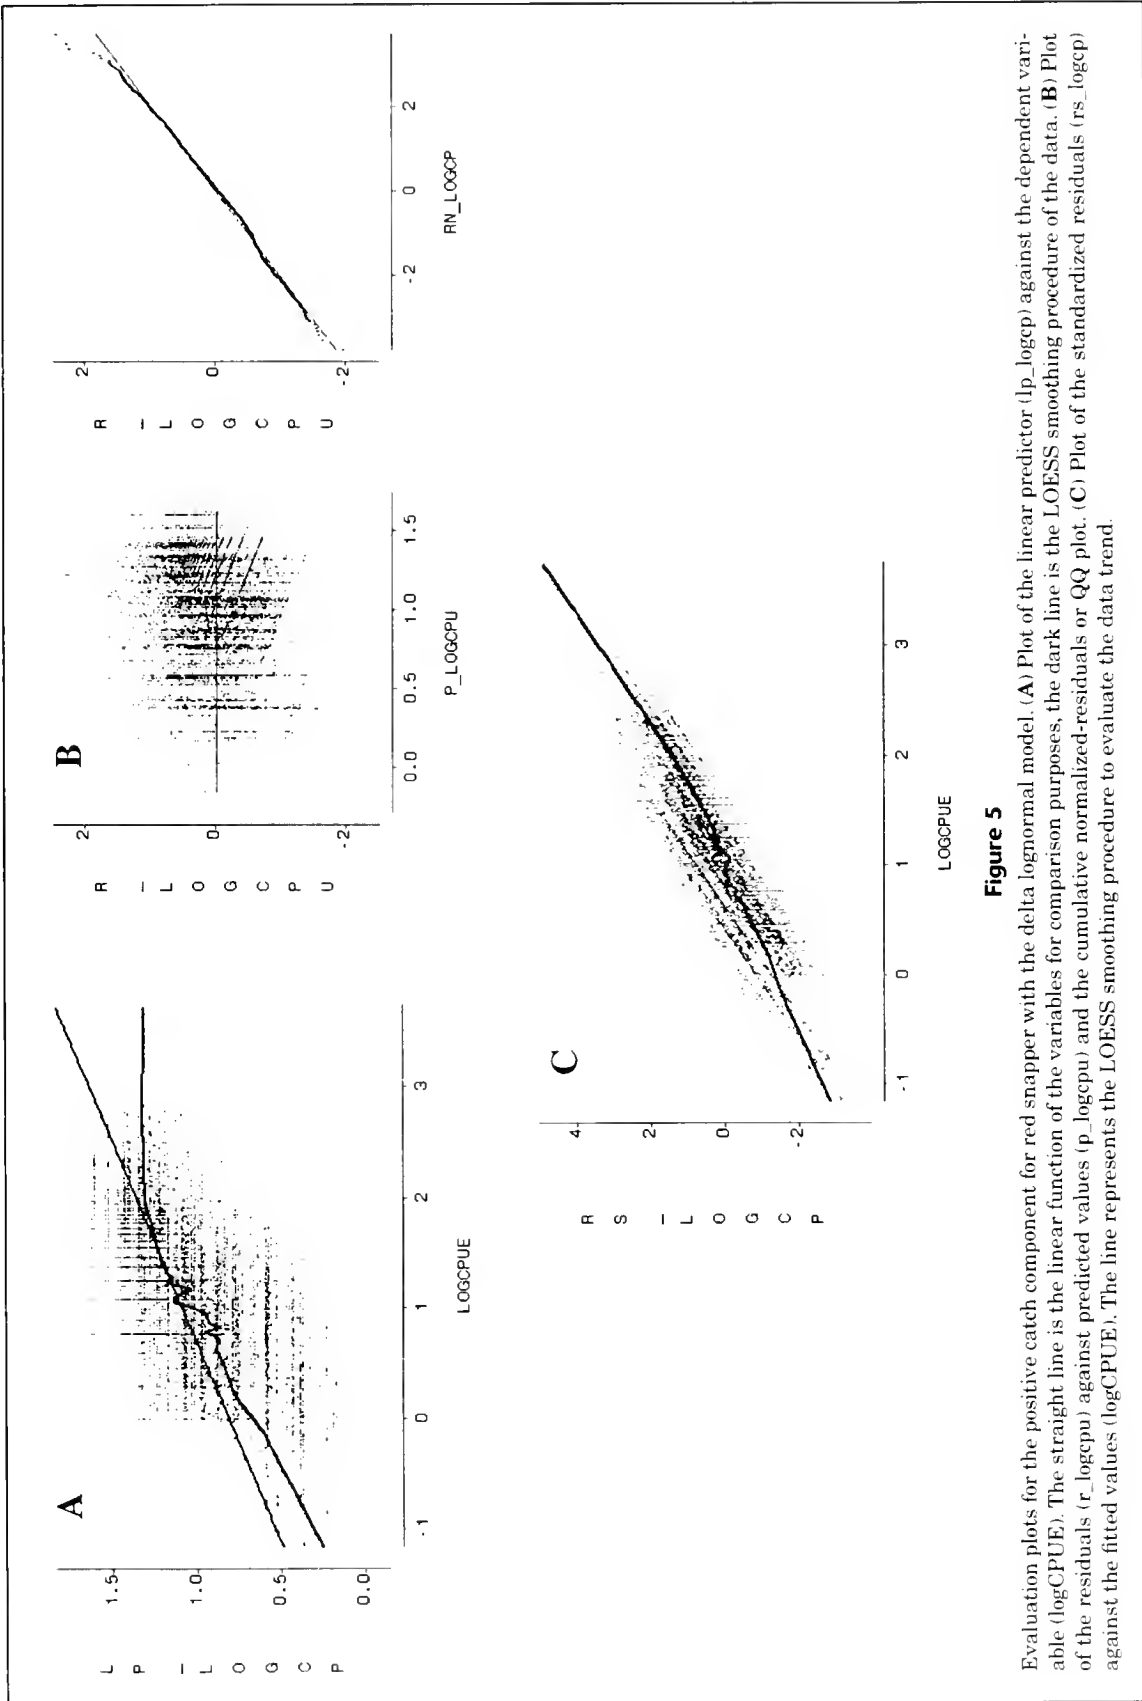 A
L P _ L O G C P
1.5
1.0
0.5
0.0
-1
0
1
2
3
LOGCPUE
B
R _ L O G C P U
2
0
-2
0.0
0.5
1.0
1.5
P_LOGCPU
R _ L O G C P U
2
0
-2
-2
0
2
RN_LOGCP
C
R S _ L O G C P
4
2
0
-2
-1
0
1
2
3
LOGCPUE
Figure 5
Evaluation plots for the positive catch component for red snapper with the delta lognormal model. (A) Plot of the linear predictor (lp_logcp) against the dependent vari-
able (logCPUE). The straight line is the linear function of the variables for comparison purposes, the dark line is the LOESS smoothing procedure of the data. (B) Plot
of the residuals (r_logcpu) against predicted values (p_logcpu) and the cumulative normalized-residuals or QQ plot. (C) Plot of the standardized residuals (rs_logcp)
against the fitted values (logCPUE). The line represents the LOESS smoothing procedure to evaluate the data trend.